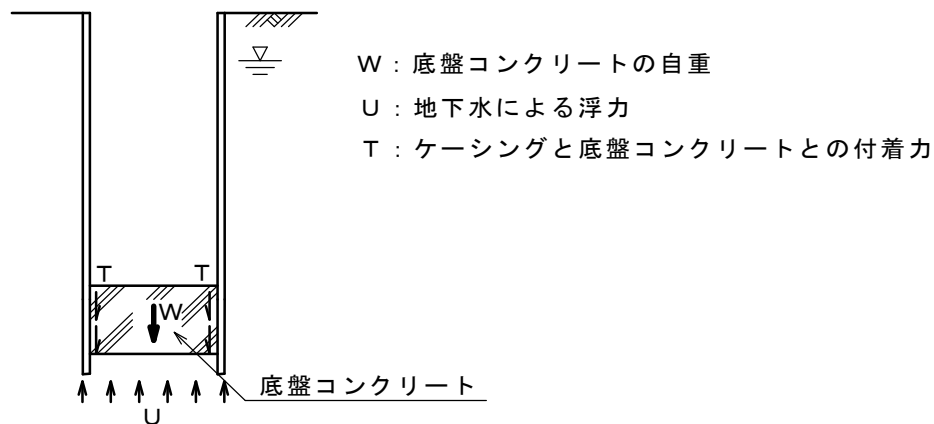 W：底盤コンクリートの自重
U：地下水による浮力
T：ケーシングと底盤コンクリートとの付着力
T
T
W
底盤コンクリート
U